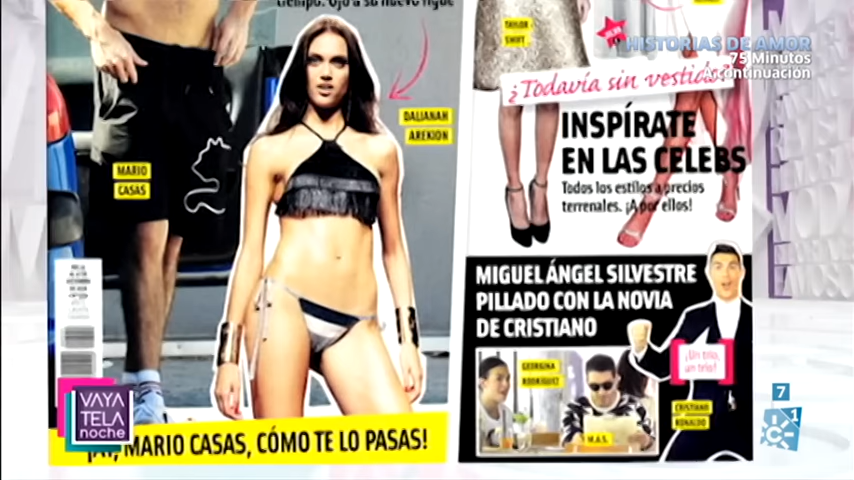 tiempo. Ojo a su nuevo ligue
MARIO
CASAS
DALIANAH
AREKION
¡AY, MARIO CASAS, CÓMO TE LO PASAS!
TAYLOR
SWIFT
HISTORIAS DE AMOR
75 Minutos
A continuación
¿Todavía sin vestido?
INSPÍRATE
EN LAS CELEBS
Todos los estilos a precios
terrenales. ¡A por ellos!
MIGUEL ÁNGEL SILVESTRE
PILLADO CON LA NOVIA
DE CRISTIANO
¡Un trío,
un trío!
GEORGINA
RODRÍGUEZ
M.A.S.
CRISTIANO
RONALDO
VAYA
TELA
noche
7
1